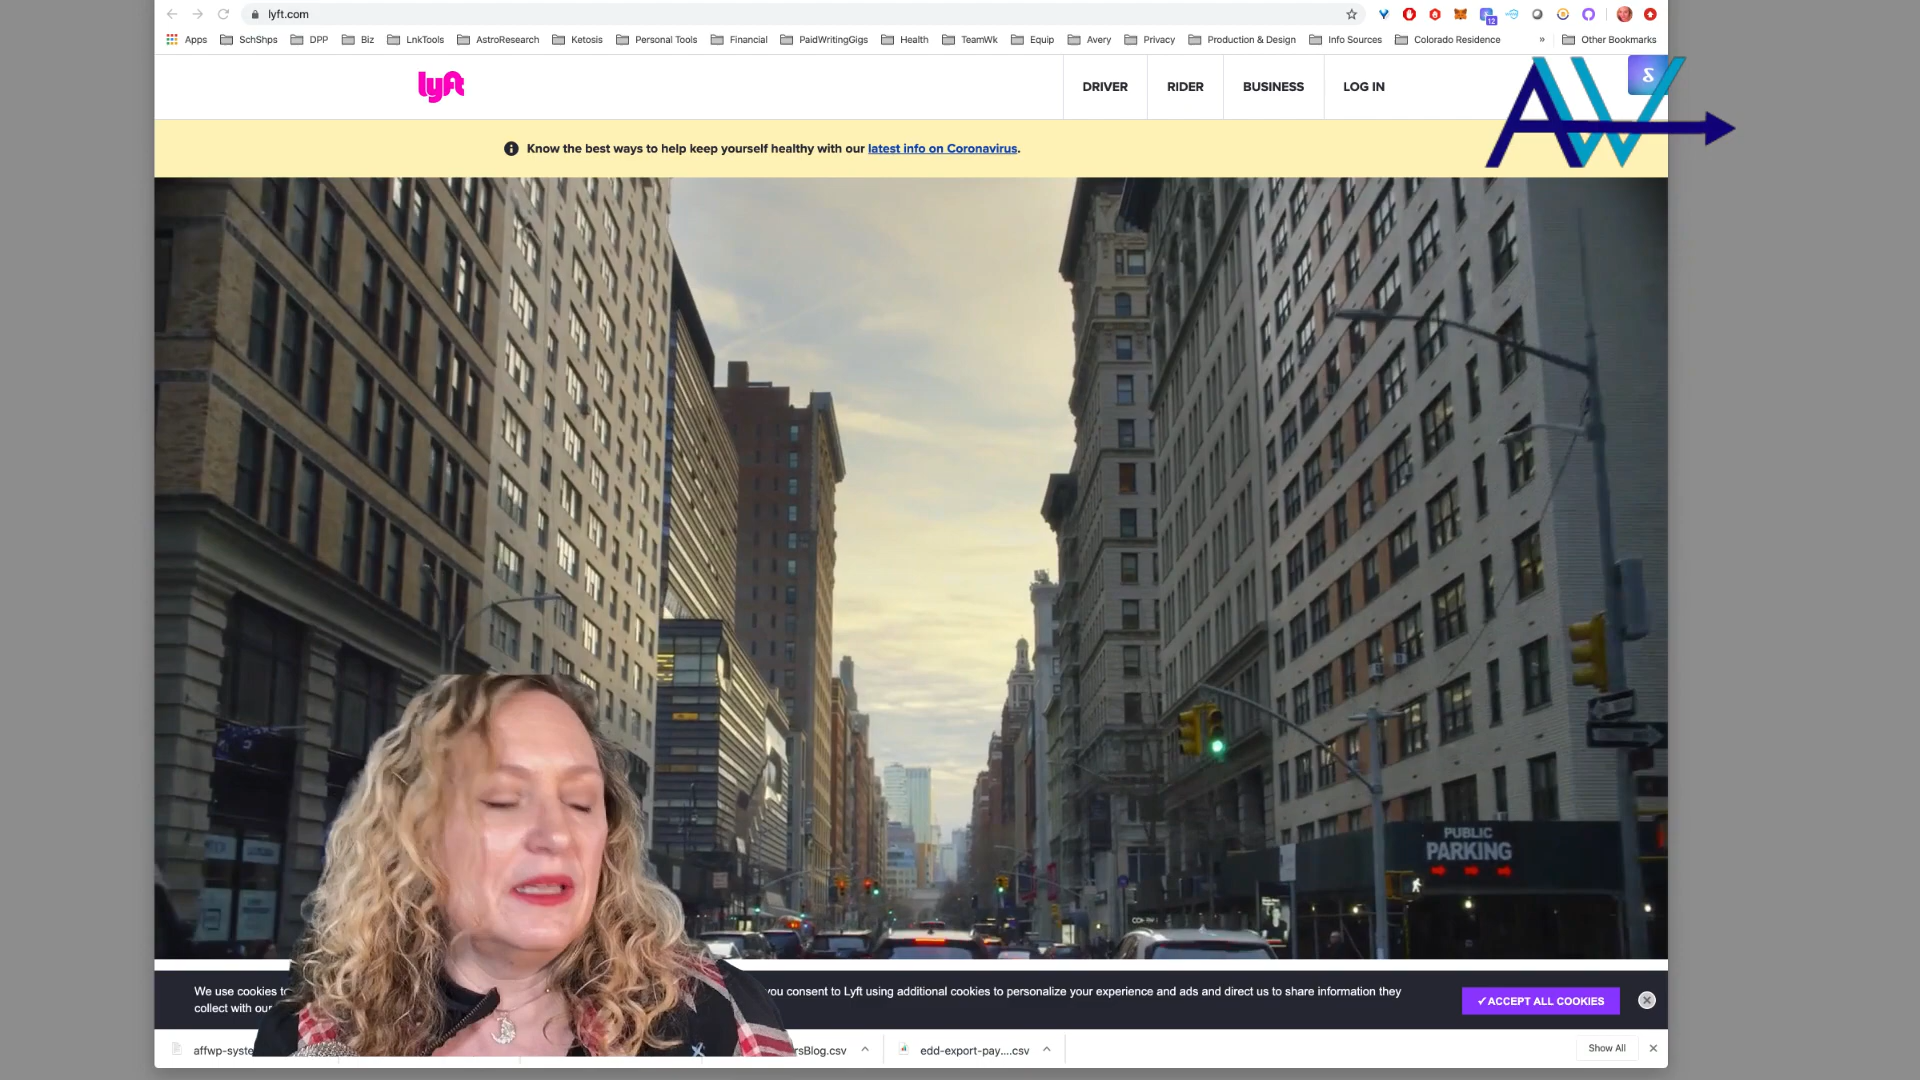 lyft.com
12
Apps SchShps DPP Biz LnkTools AstroResearch Ketosis Personal Tools Financial PaidWritingGigs Health TeamWk Equip Avery Privacy Production & Design Info Sources Colorado Residence » Other Bookmarks
lyft DRIVER RIDER BUSINESS LOG IN
AW
Know the best ways to help keep yourself healthy with our latest info on Coronavirus.
PUBLIC
PARKING
We use cookies you consent to Lyft using additional cookies to personalize your experience and ads and direct us to share information they
collect with our
✓ACCEPT ALL COOKIES
affwp-syste rsBlog.csv edd-export-pay....csv Show All